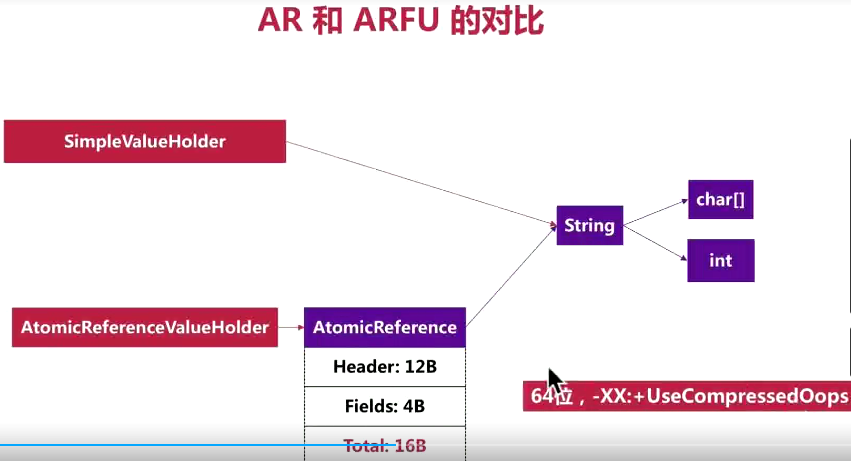 AR 和 ARFU 的对比
SimpleValueHolder
char[]
String
int
AtomicReferenceValueHolder
AtomicReference
Header: 12B
64位，-XX:+UseCompressedOops
Fields: 4B
Total: 16B